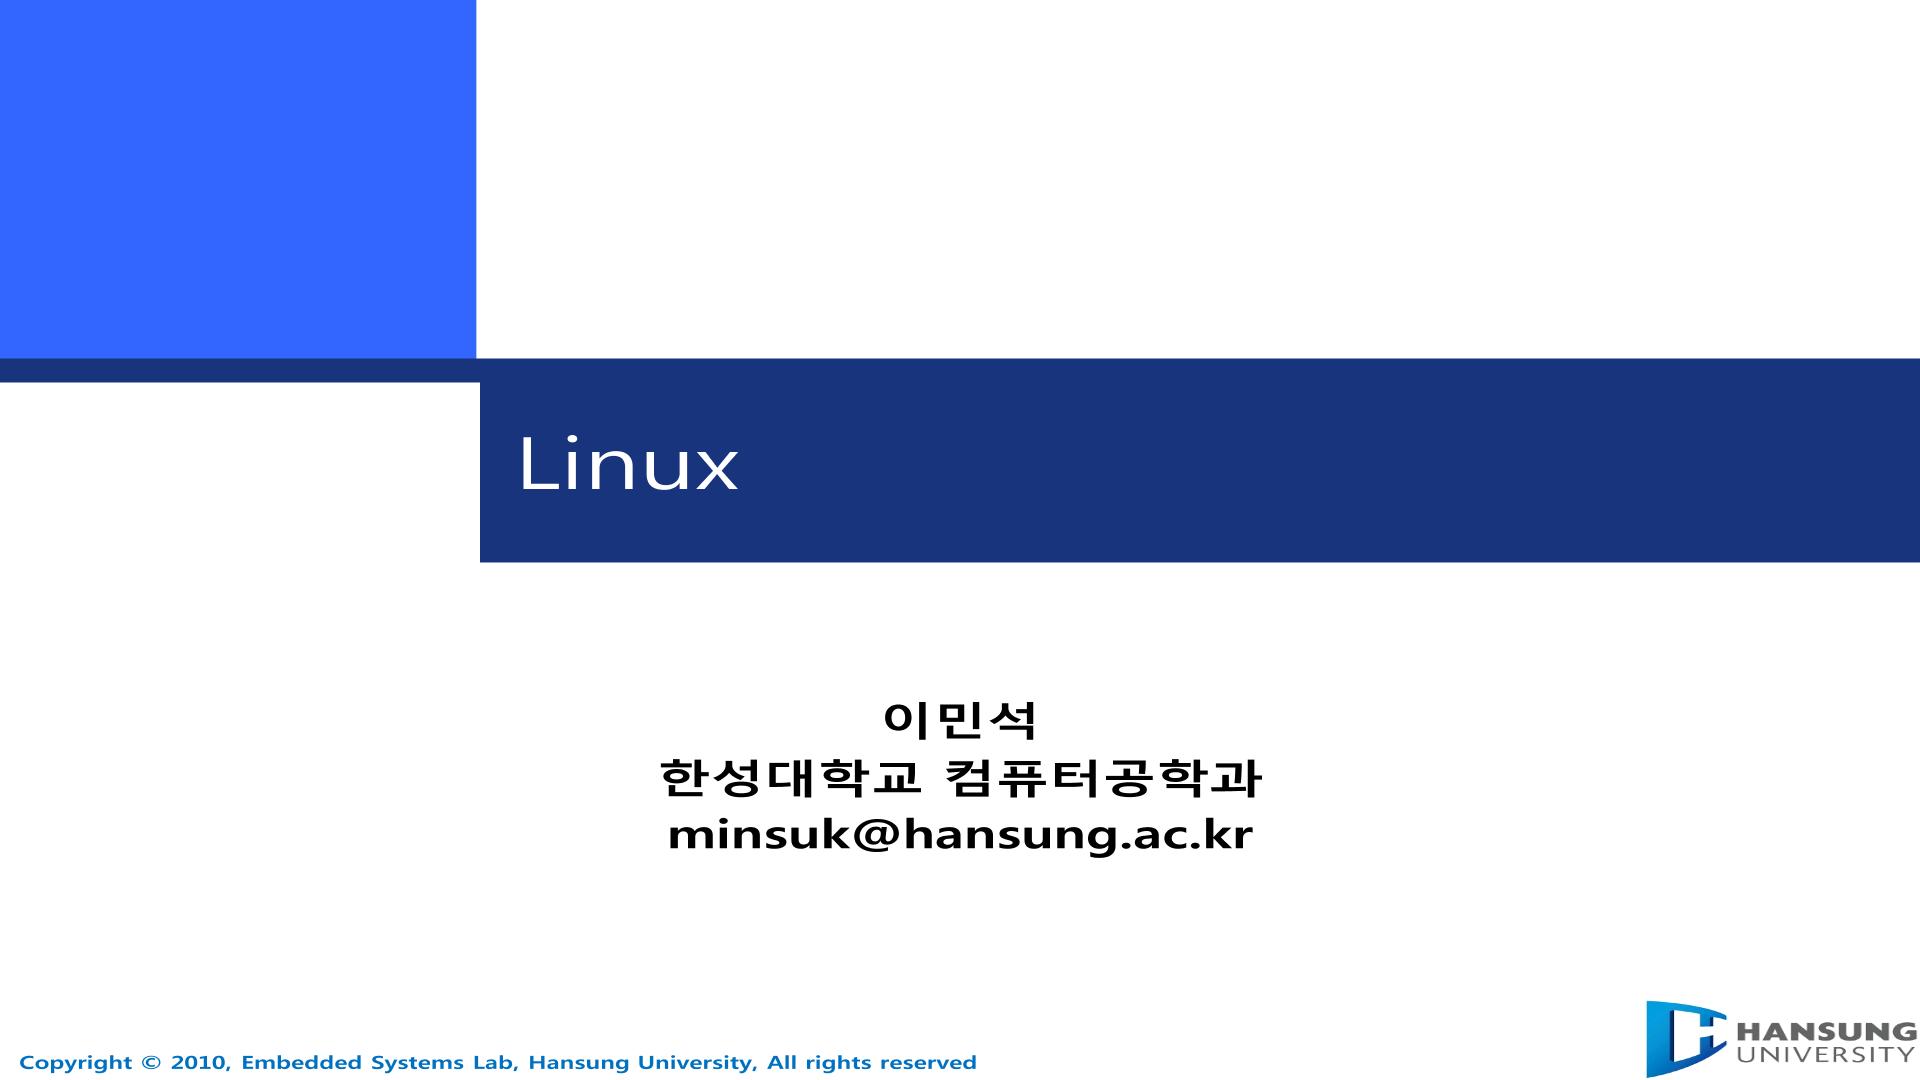 Linux
이민석
한성대학교 컴퓨터공학과
minsuk@hansung.ac.kr
Copyright © 2010, Embedded Systems Lab, Hansung University, All rights reserved
HANSUNG
UNIVERSITY